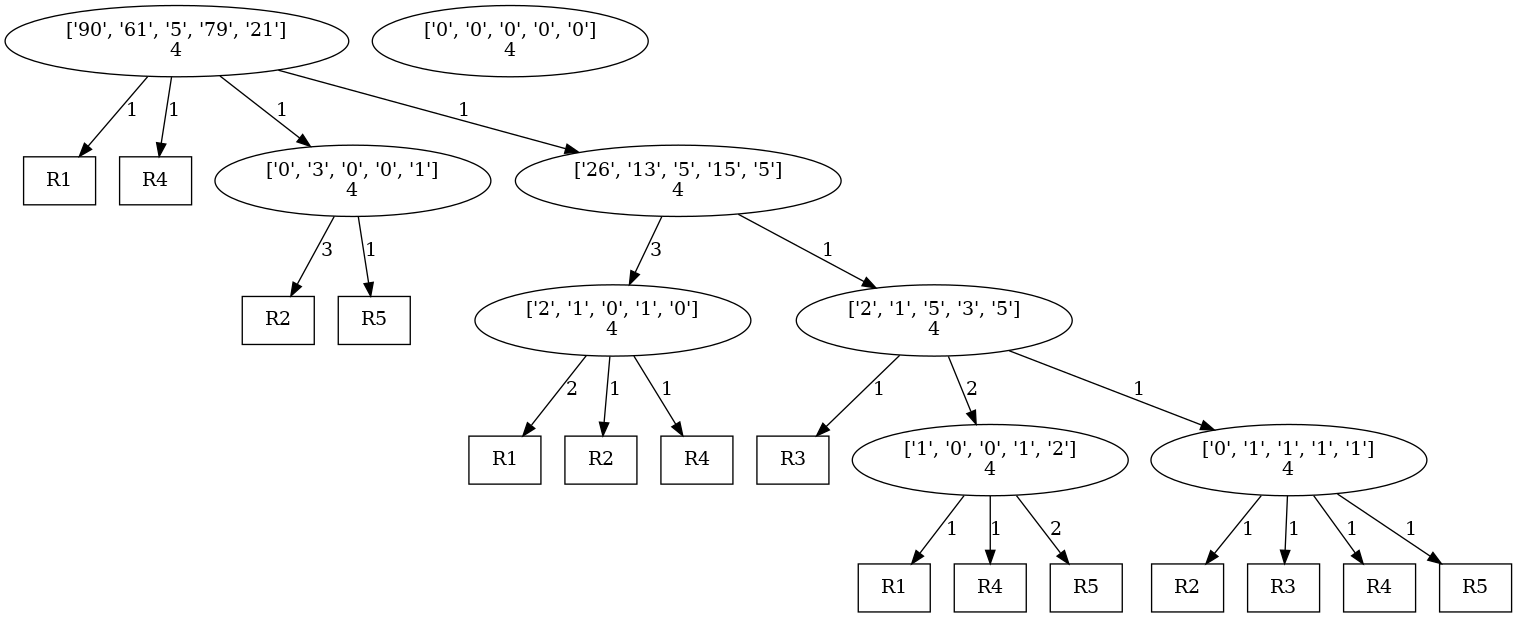 ['90', '61', '5', '79', '21']
4
['0', '0', '0', '0', '0']
4
1
1
1
1
R1
R4
['0', '3', '0', '0', '1']
4
['26', '13', '5', '15', '5']
4
3
1
3
1
R2
R5
['2', '1', '0', '1', '0']
4
['2', '1', '5', '3', '5']
4
2
1
1
1
2
1
R1
R2
R4
R3
['1', '0', '0', '1', '2']
4
['0', '1', '1', '1', '1']
4
1
1
2
1
1
1
1
R1
R4
R5
R2
R3
R4
R5